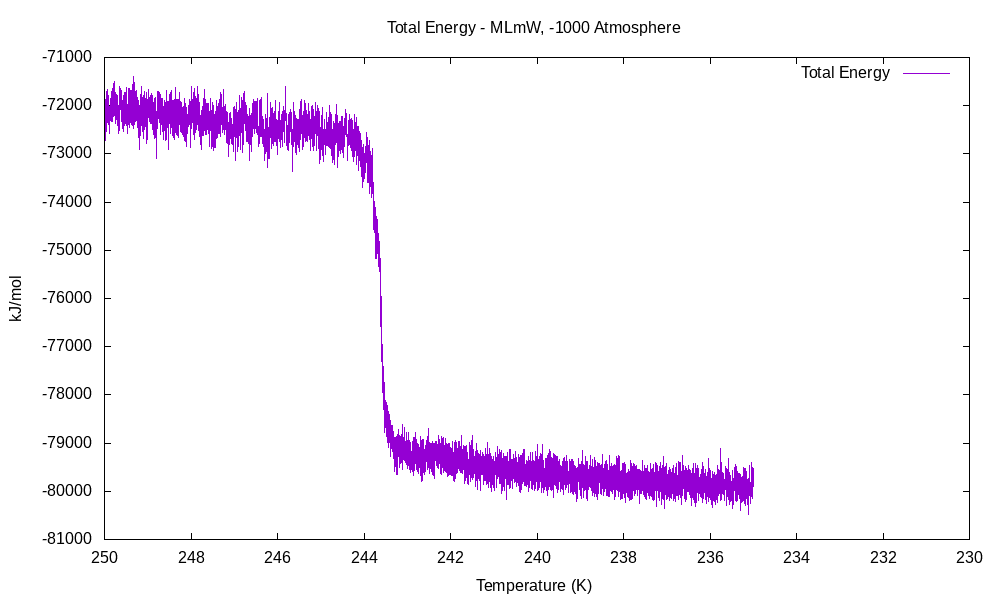 Total Energy - MLmW, -1000 Atmosphere
Total Energy
-71000
-72000
-73000
-74000
-75000
-76000
-77000
-78000
-79000
-80000
-81000
kJ/mol
250 248 246 244 242 240 238 236 234 232 230
Temperature (K)